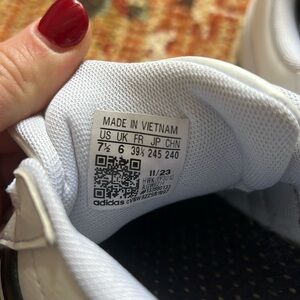 MADE IN VIETNAM
US UK FR JP CHN
7½ 6 39⅓ 245 240
11/23
adidas